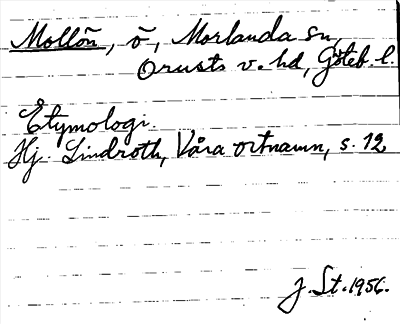 Mollön, ö, Morlanda sn,
Orusts v. hd, Göteb. l.
Etymologi.
Hj. Lindroth, Våra ortnamn, s. 12.
J. St. 1956.